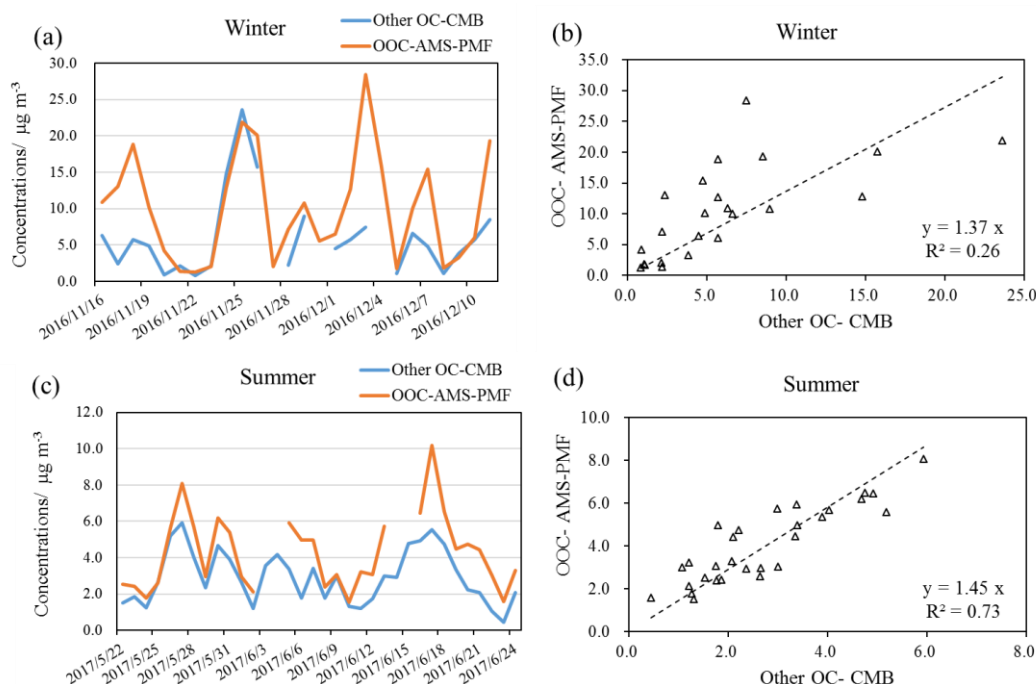 (a)
Winter
Other OC-CMB
OOC-AMS-PMF
Concentrations/ μg m⁻³
30.0
25.0
20.0
15.0
10.0
5.0
0.0
2016/11/16
2016/11/19
2016/11/22
2016/11/25
2016/11/28
2016/12/1
2016/12/4
2016/12/7
2016/12/10
(b)
Winter
OOC- AMS-PMF
35.0
30.0
25.0
20.0
15.0
10.0
5.0
0.0
y = 1.37 x
R² = 0.26
0.0 5.0 10.0 15.0 20.0 25.0
Other OC- CMB
(c)
Summer
Other OC-CMB
OOC-AMS-PMF
Concentrations/ μg m⁻³
12.0
10.0
8.0
6.0
4.0
2.0
0.0
2017/5/22
2017/5/25
2017/5/28
2017/5/31
2017/6/3
2017/6/6
2017/6/9
2017/6/12
2017/6/15
2017/6/18
2017/6/21
2017/6/24
(d)
Summer
OOC- AMS-PMF
10.0
8.0
6.0
4.0
2.0
0.0
y = 1.45 x
R² = 0.73
0.0 2.0 4.0 6.0 8.0
Other OC- CMB